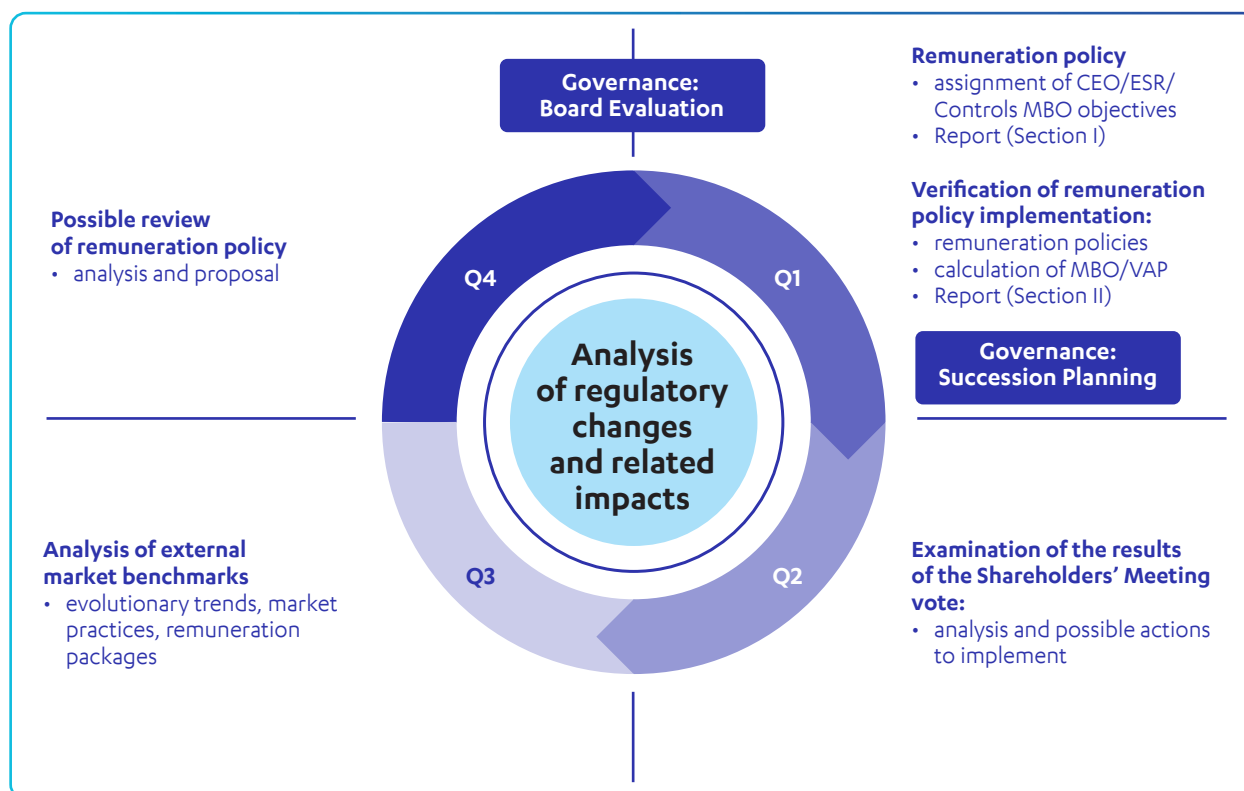 Governance:
Board Evaluation
Remuneration policy
• assignment of CEO/ESR/
Controls MBO objectives
• Report (Section I)
Verification of remuneration
policy implementation:
• remuneration policies
• calculation of MBO/VAP
• Report (Section II)
Governance:
Succession Planning
Possible review
of remuneration policy
• analysis and proposal
Q4
Q1
Analysis
of regulatory
changes
and related
impacts
Q3
Q2
Analysis of external
market benchmarks
• evolutionary trends, market
practices, remuneration
packages
Examination of the results
of the Shareholders’ Meeting
vote:
• analysis and possible actions
to implement